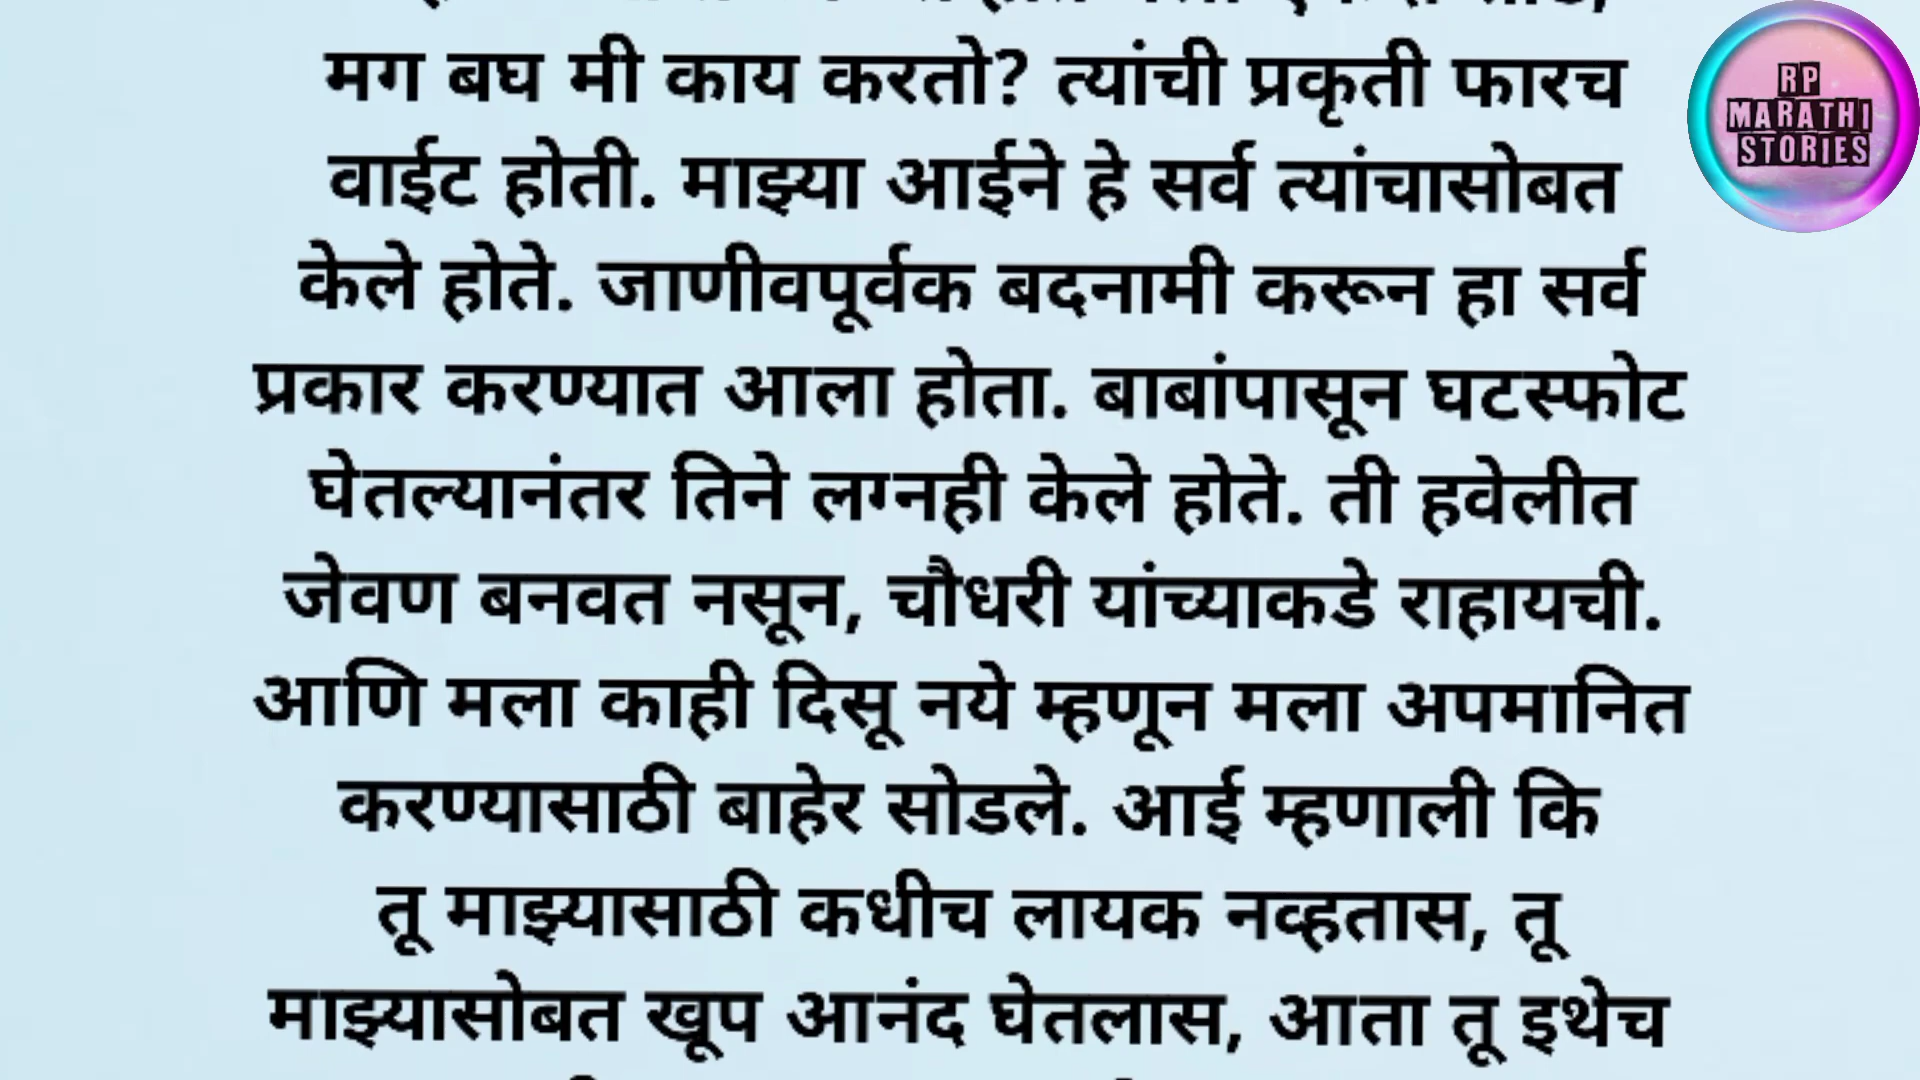 मग बघ मी काय करतो? त्यांची प्रकृती फारच
वाईट होती. माझ्या आईने हे सर्व त्यांचासोबत
केले होते. जाणीवपूर्वक बदनामी करून हा सर्व
प्रकार करण्यात आला होता. बाबांपासून घटस्फोट
घेतल्यानंतर तिने लग्नही केले होते. ती हवेलीत
जेवण बनवत नसून, चौधरी यांच्याकडे राहायची.
आणि मला काही दिसू नये म्हणून मला अपमानित
करण्यासाठी बाहेर सोडले. आई म्हणाली कि
तू माझ्यासाठी कधीच लायक नव्हतास, तू
माझ्यासोबत खूप आनंद घेतलास, आता तू इथेच
RP
MARATHI
STORIES